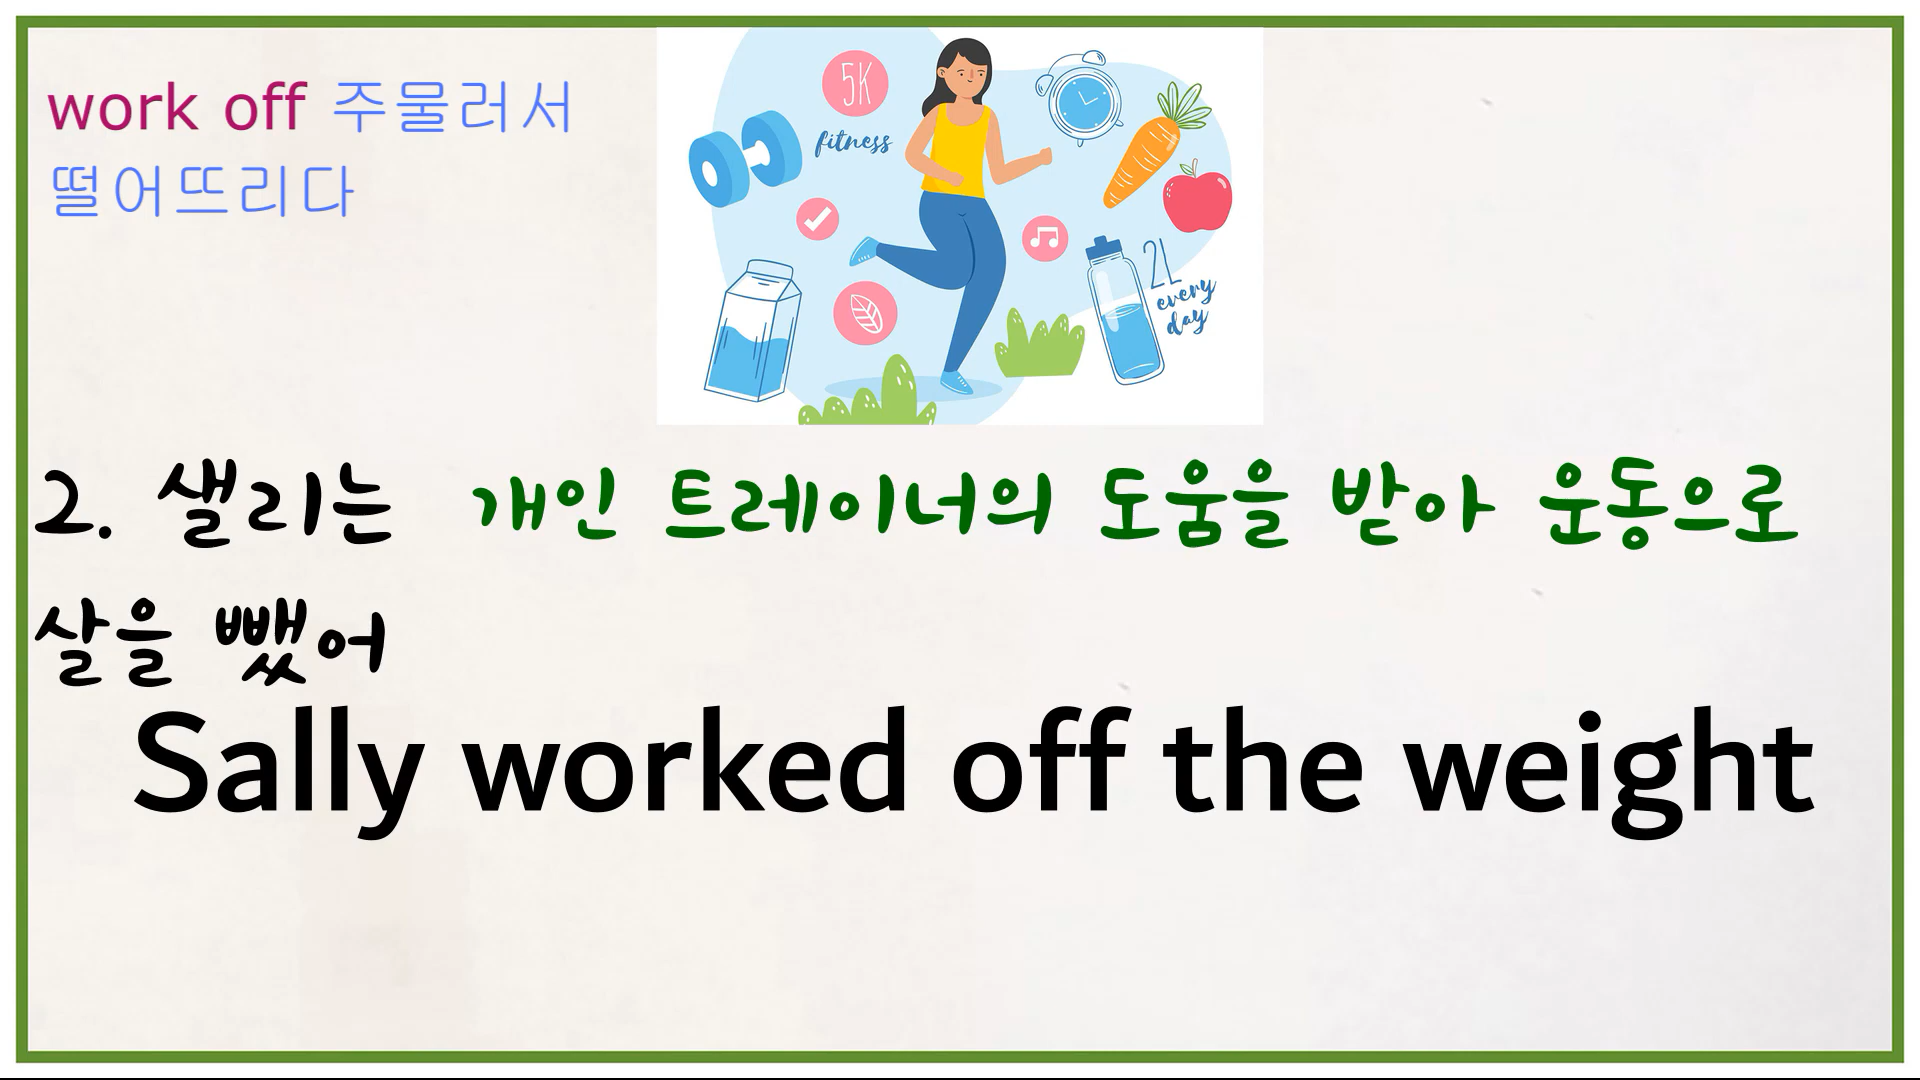 work off 주물러서
떨어뜨리다
5K
fitness
2L
every
day
2. 샐리는 개인 트레이너의 도움을 받아 운동으로
살을 뺐어
Sally worked off the weight